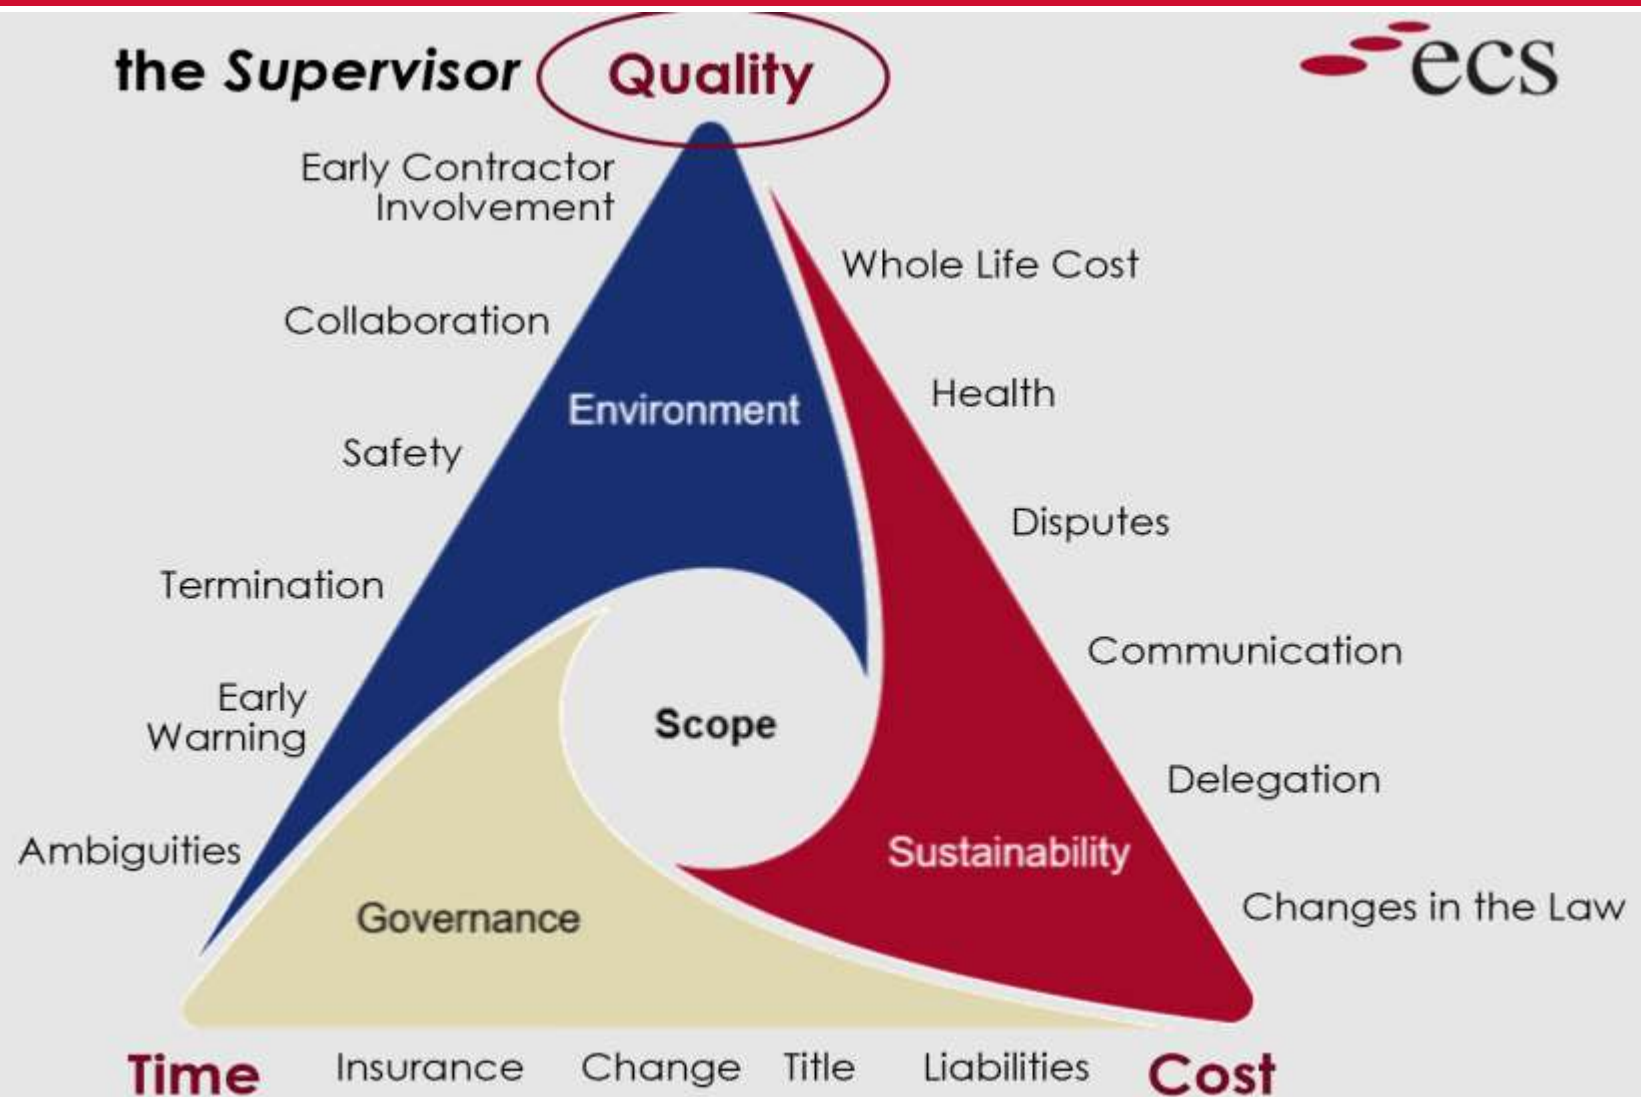 the Supervisor
Quality
ecs
Early Contractor
Involvement
Whole Life Cost
Collaboration
Health
Environment
Safety
Disputes
Termination
Communication
Early
Warning
Scope
Delegation
Ambiguities
Sustainability
Changes in the Law
Governance
Time
Insurance
Change
Title
Liabilities
Cost